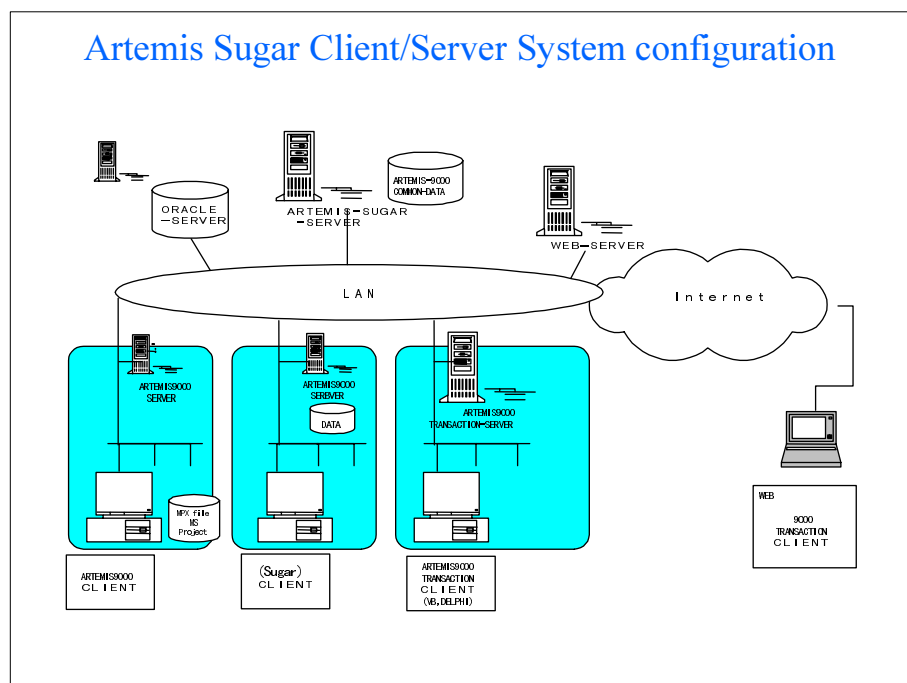 Artemis Sugar Client/Server System configuration
ORACLE
-SERVER
ARTEMIS-SUGAR
-SERVER
ARTEMIS-9000
COMMON-DATA
WEB-SERVER
LAN
Internet
ARTEMIS9000
SERVER
ARTEMIS9000
SERBVER
DATA
ARTEMIS9000
TRANSACTION-SERVER
MPX fiile
MS
Project
ARTEMIS9000
CLIENT
(Sugar)
CLIENT
ARTEMIS9000
TRANSACTION
CLIENT
(VB,DELPHI)
WEB
9000
TRANSACTION
CLIENT